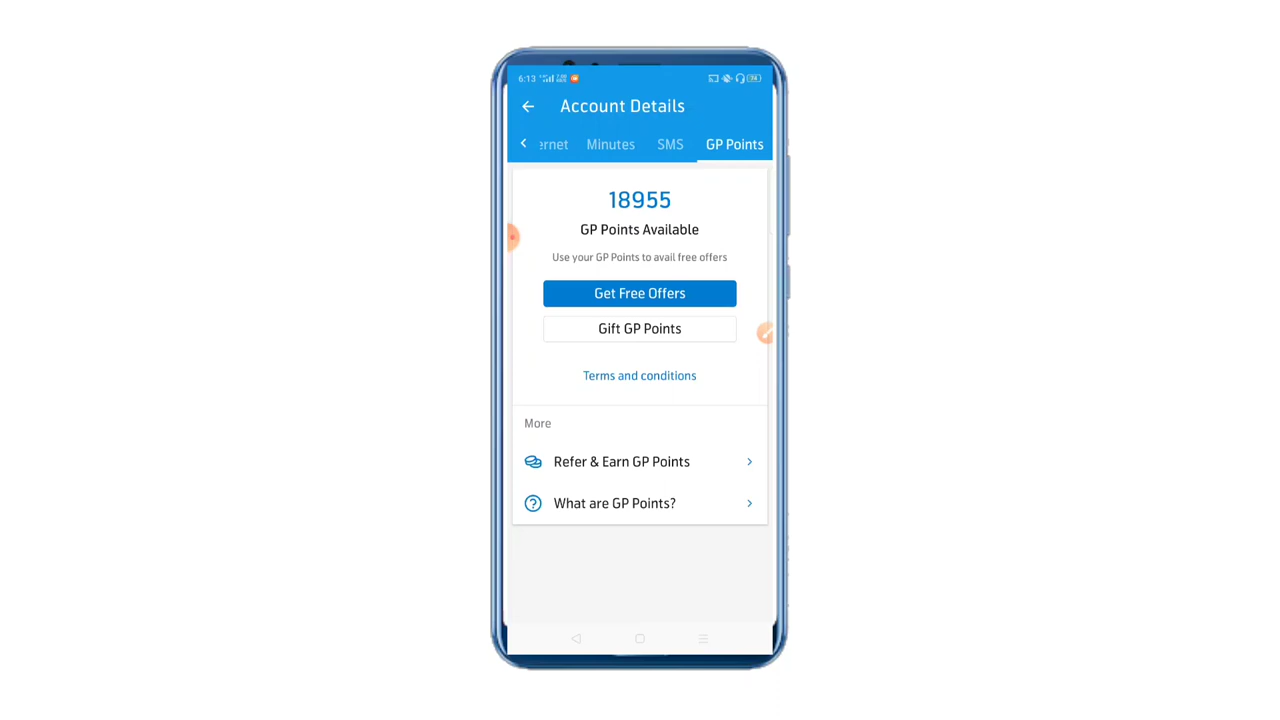 6:13
Account Details
ernet Minutes SMS GP Points
18955
GP Points Available
Use your GP Points to avail free offers
Get Free Offers
Gift GP Points
Terms and conditions
More
Refer & Earn GP Points
What are GP Points?